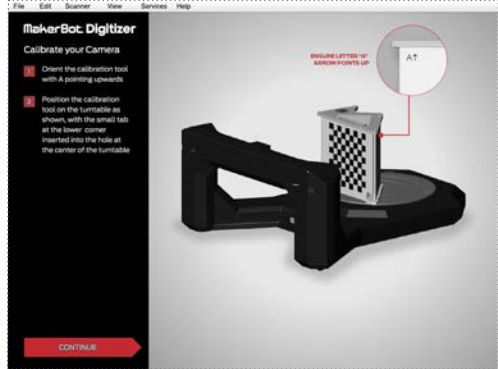 File Edit Scanner View Services Help
MakerBot Digitizer
Calibrate your Camera
1 Orient the calibration tool
with A pointing upwards
2 Position the calibration
tool on the turntable as
shown, with the small tab
at the lower corner
inserted into the hole at
the center of the turntable
ENSURE LETTER "A"
ARROW POINTS UP
A↑
CONTINUE